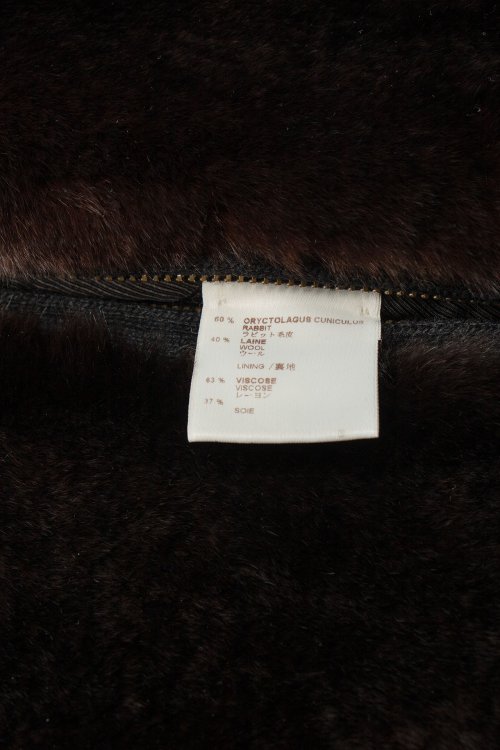 60 % ORYCTOLAGUS CUNICULUS
RABBIT
ラビット毛皮
40 % LAINE
WOOL
ウール
LINING / 裏地
63 % VISCOSE
VISCOSE
レーヨン
37 %
SOIE